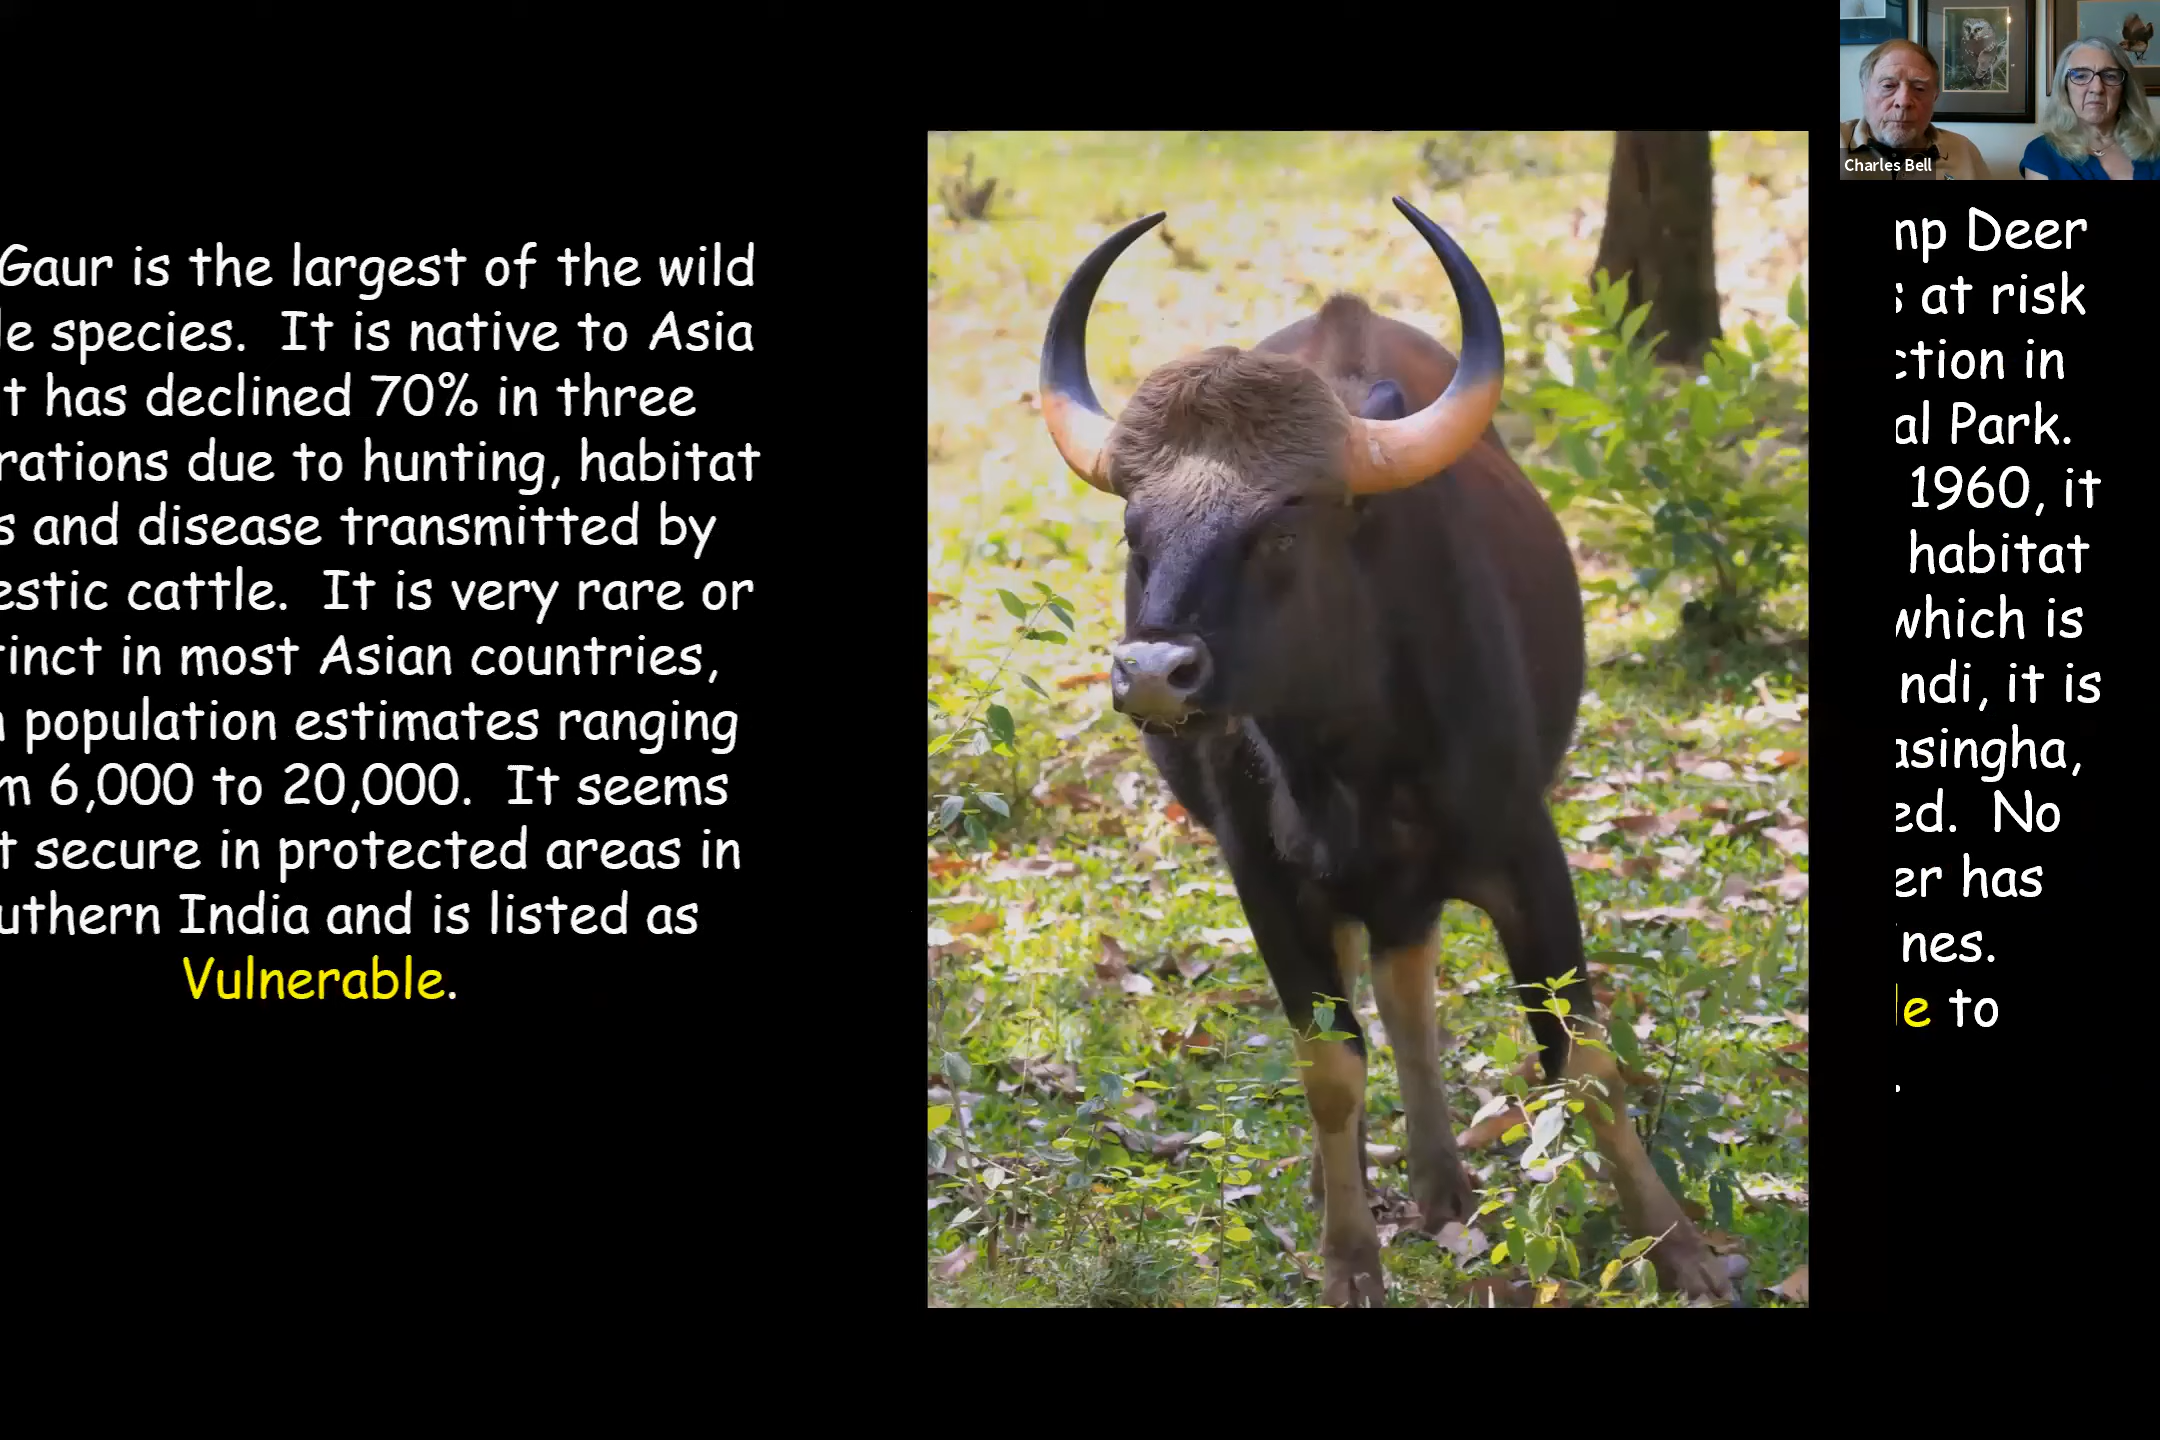 Gaur is the largest of the wild
le species. It is native to Asia
t has declined 70% in three
rations due to hunting, habitat
s and disease transmitted by
estic cattle. It is very rare or
tinct in most Asian countries,
population estimates ranging
m 6,000 to 20,000. It seems
t secure in protected areas in
uthern India and is listed as
Vulnerable.
Charles Bell
mp Deer
s at risk
ction in
al Park.
1960, it
habitat
which is
ndi, it is
asingha,
ed. No
er has
nes.
le to
.